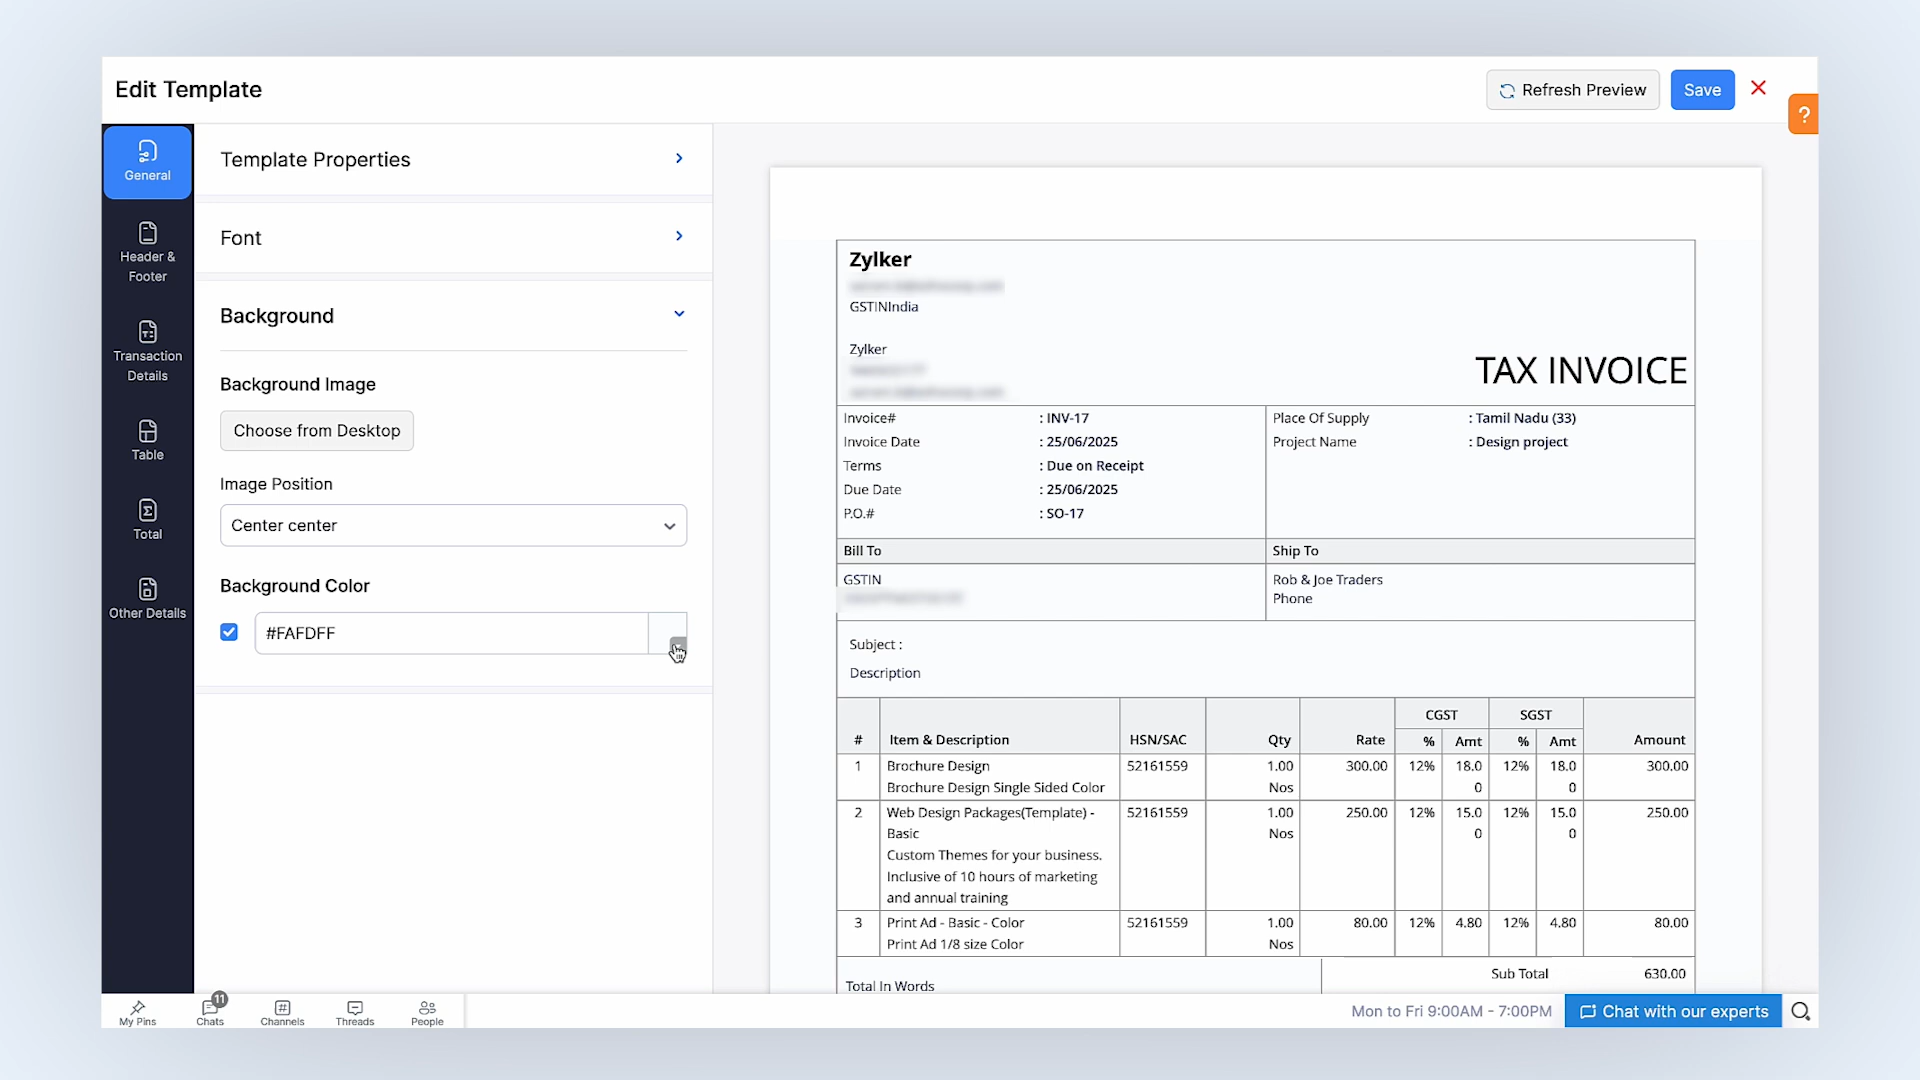 Edit Template
Refresh Preview
Save
?
General
Header &
Footer
Transaction
Details
Table
Total
Other Details
Template Properties
Font
Background
Background Image
Choose from Desktop
Image Position
Center center
Background Color
#FAFDFF
Zylker
GSTINIndia
Zylker
TAX INVOICE
Invoice# : INV-17
Invoice Date : 25/06/2025
Terms : Due on Receipt
Due Date : 25/06/2025
P.O.# : SO-17
Place Of Supply : Tamil Nadu (33)
Project Name : Design project
Bill To Ship To
GSTIN
Rob & Joe Traders
Phone
Subject :
Description
CGST SGST
# Item & Description HSN/SAC Qty Rate % Amt % Amt Amount
1 Brochure Design 52161559 1.00 300.00 12% 18.0 12% 18.0 300.00
Brochure Design Single Sided Color Nos 0 0
2 Web Design Packages(Template) - 52161559 1.00 250.00 12% 15.0 12% 15.0 250.00
Basic Nos 0 0
Custom Themes for your business.
Inclusive of 10 hours of marketing
and annual training
3 Print Ad - Basic - Color 52161559 1.00 80.00 12% 4.80 12% 4.80 80.00
Print Ad 1/8 size Color Nos
Sub Total 630.00
Total In Words
My Pins
11
Chats
Channels
Threads
People
Mon to Fri 9:00AM - 7:00PM
Chat with our experts